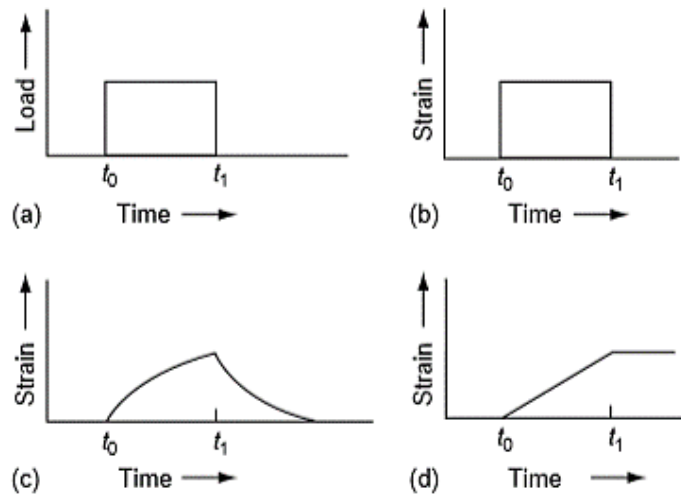 Load
t0 t1
(a) Time
Strain
t0 t1
(b) Time
Strain
t0 t1
(c) Time
Strain
t0 t1
(d) Time